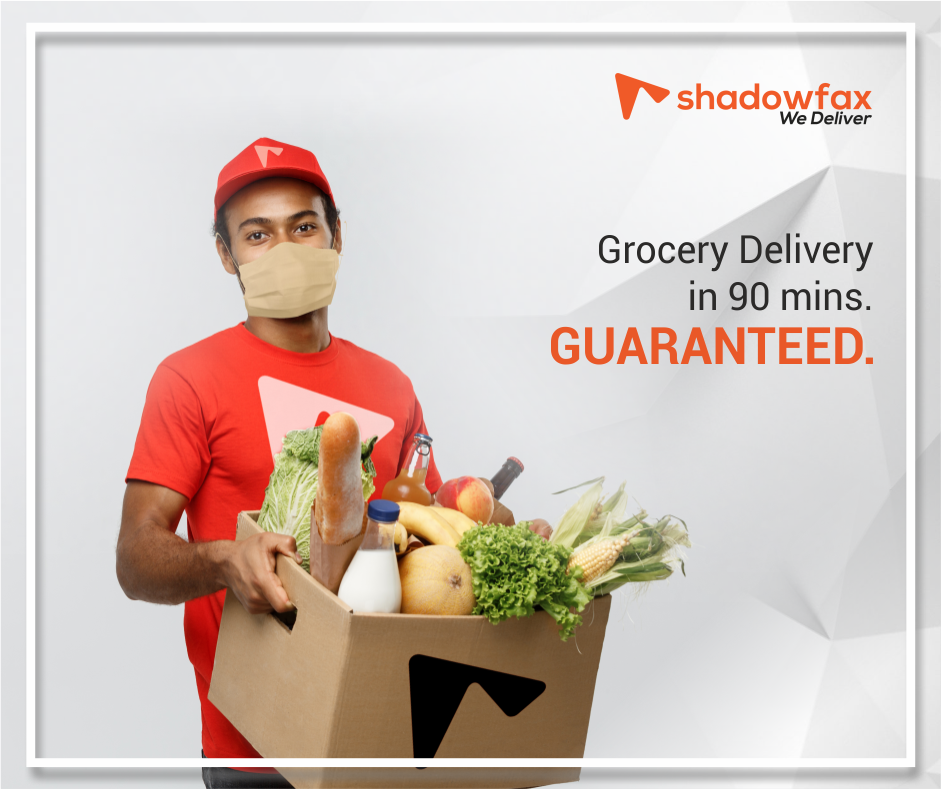 shadowfax
We Deliver
Grocery Delivery
in 90 mins.
GUARANTEED.